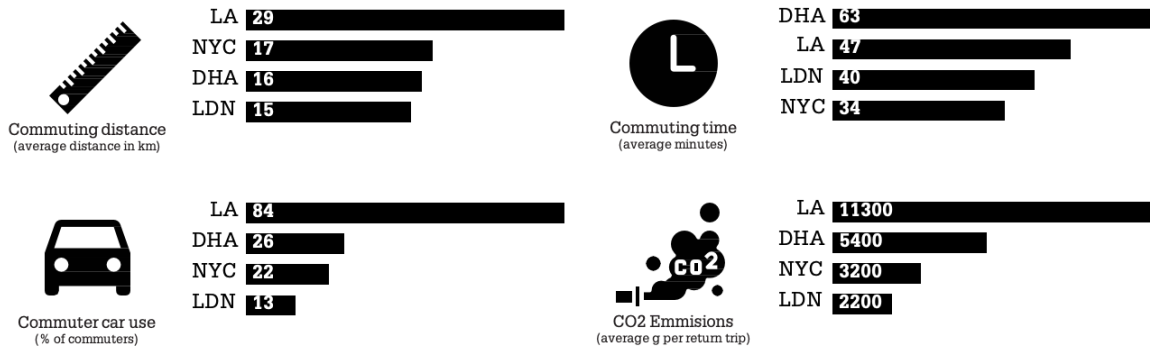 LA 29
NYC 17
DHA 16
LDN 15
Commuting distance
(average distance in km)
DHA 63
LA 47
LDN 40
NYC 34
Commuting time
(average minutes)
LA 84
DHA 26
NYC 22
LDN 13
Commuter car use
(% of commuters)
LA 11300
DHA 5400
NYC 3200
LDN 2200
CO2
CO2 Emmisions
(average g per return trip)